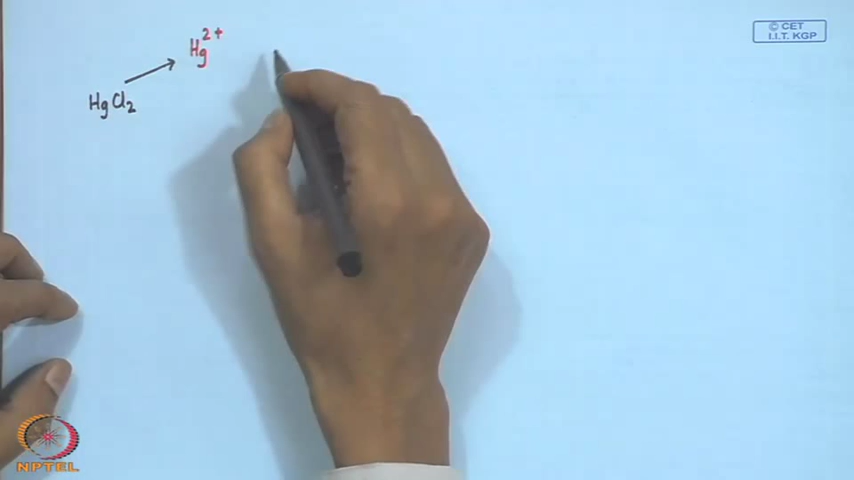 Hg²⁺
HgCl₂
© CET
I.I.T. KGP
NPTEL